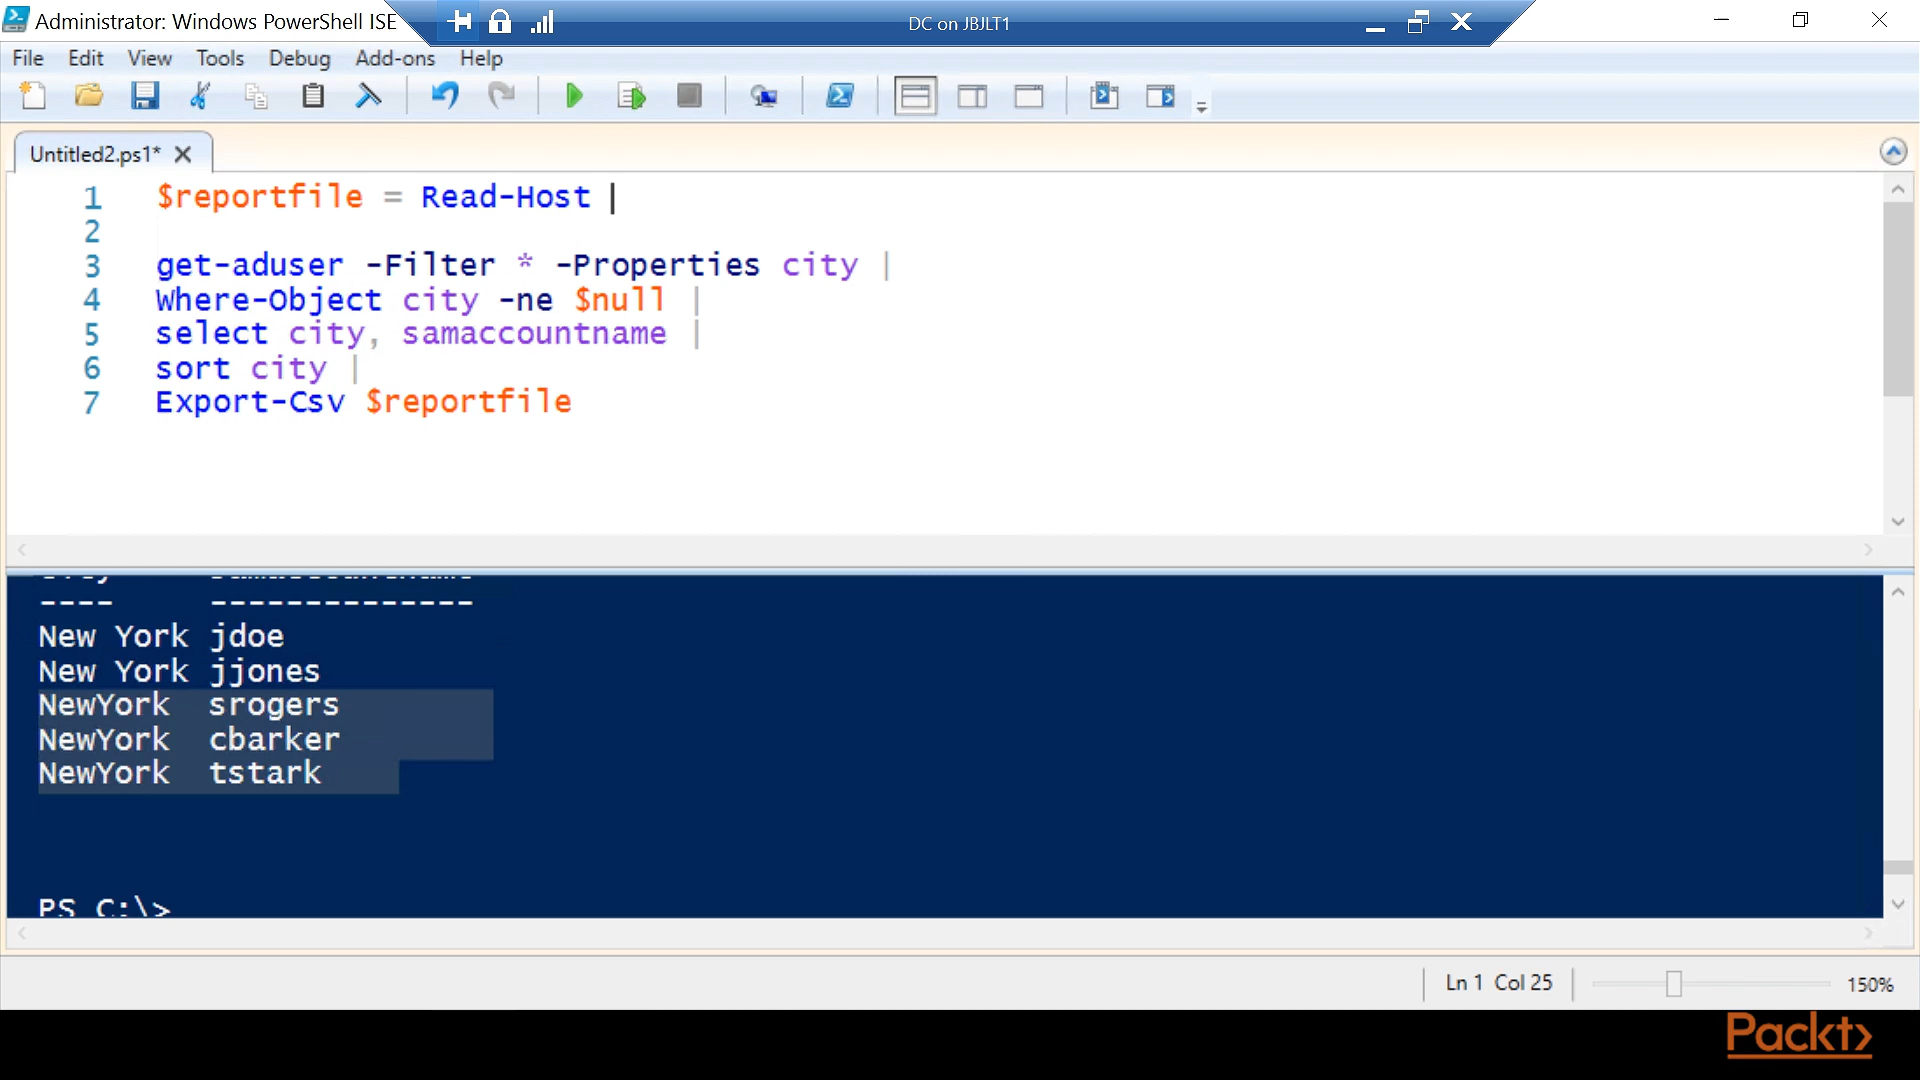 Administrator: Windows PowerShell ISE
DC on JBJLT1
File Edit View Tools Debug Add-ons Help
Untitled2.ps1*
1 $reportfile = Read-Host
2
3 get-aduser -Filter * -Properties city |
4 Where-Object city -ne $null |
5 select city, samaccountname |
6 sort city |
7 Export-Csv $reportfile
---- --------------
New York jdoe
New York jjones
NewYork srogers
NewYork cbarker
NewYork tstark
PS C:\>
Ln 1 Col 25
150%
Packt>